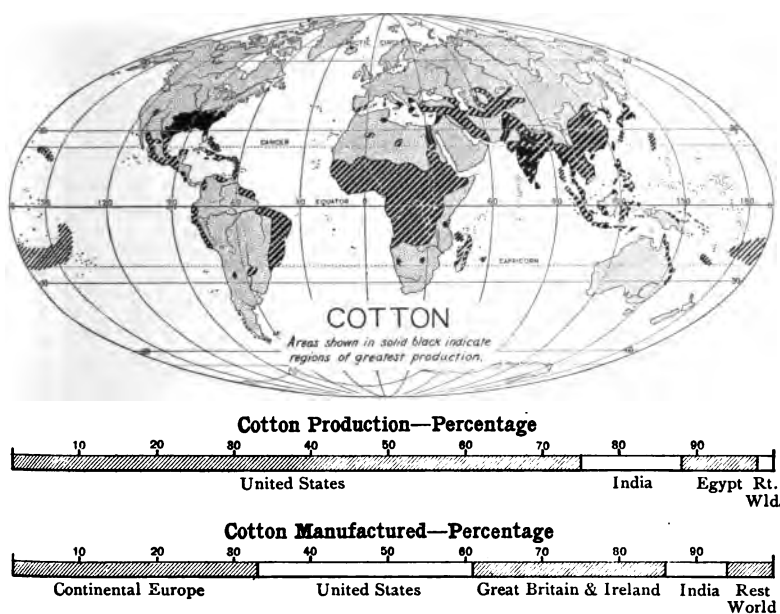 ARCTIC CIRCLE
CANCER
EQUATOR
CAPRICORN
COTTON
Areas shown in solid black indicate
regions of greatest production.
Cotton Production—Percentage
10 20 30 40 50 60 70 80 90
United States India Egypt Rt.
Wld
Cotton Manufactured—Percentage
10 20 30 40 50 60 70 80 90
Continental Europe United States Great Britain & Ireland India Rest
World